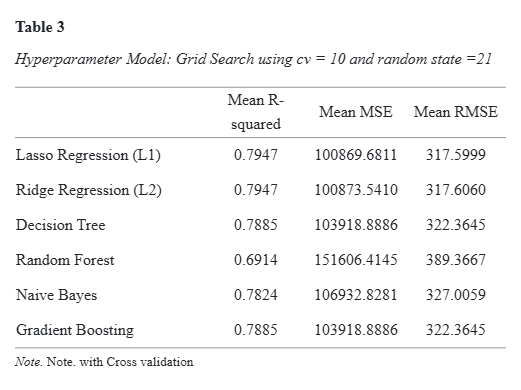 Table 3
Hyperparameter Model: Grid Search using cv = 10 and random state =21
Mean R-squared Mean MSE Mean RMSE
Lasso Regression (L1) 0.7947 100869.6811 317.5999
Ridge Regression (L2) 0.7947 100873.5410 317.6060
Decision Tree 0.7885 103918.8886 322.3645
Random Forest 0.6914 151606.4145 389.3667
Naive Bayes 0.7824 106932.8281 327.0059
Gradient Boosting 0.7885 103918.8886 322.3645
Note. Note. with Cross validation